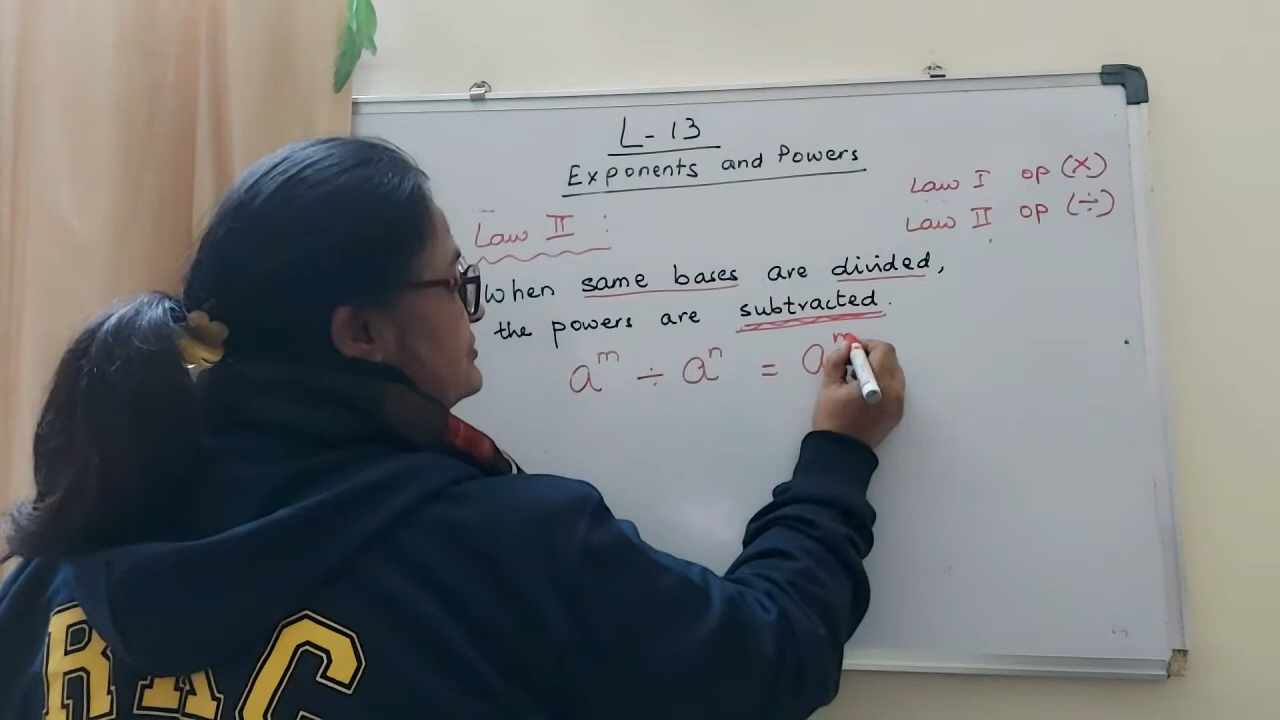 L-13
Exponents and Powers
Law I op (×)
Law II op (÷)
Law II :
When same bases are divided,
the powers are subtracted.
aᵐ ÷ aⁿ = aᵐ